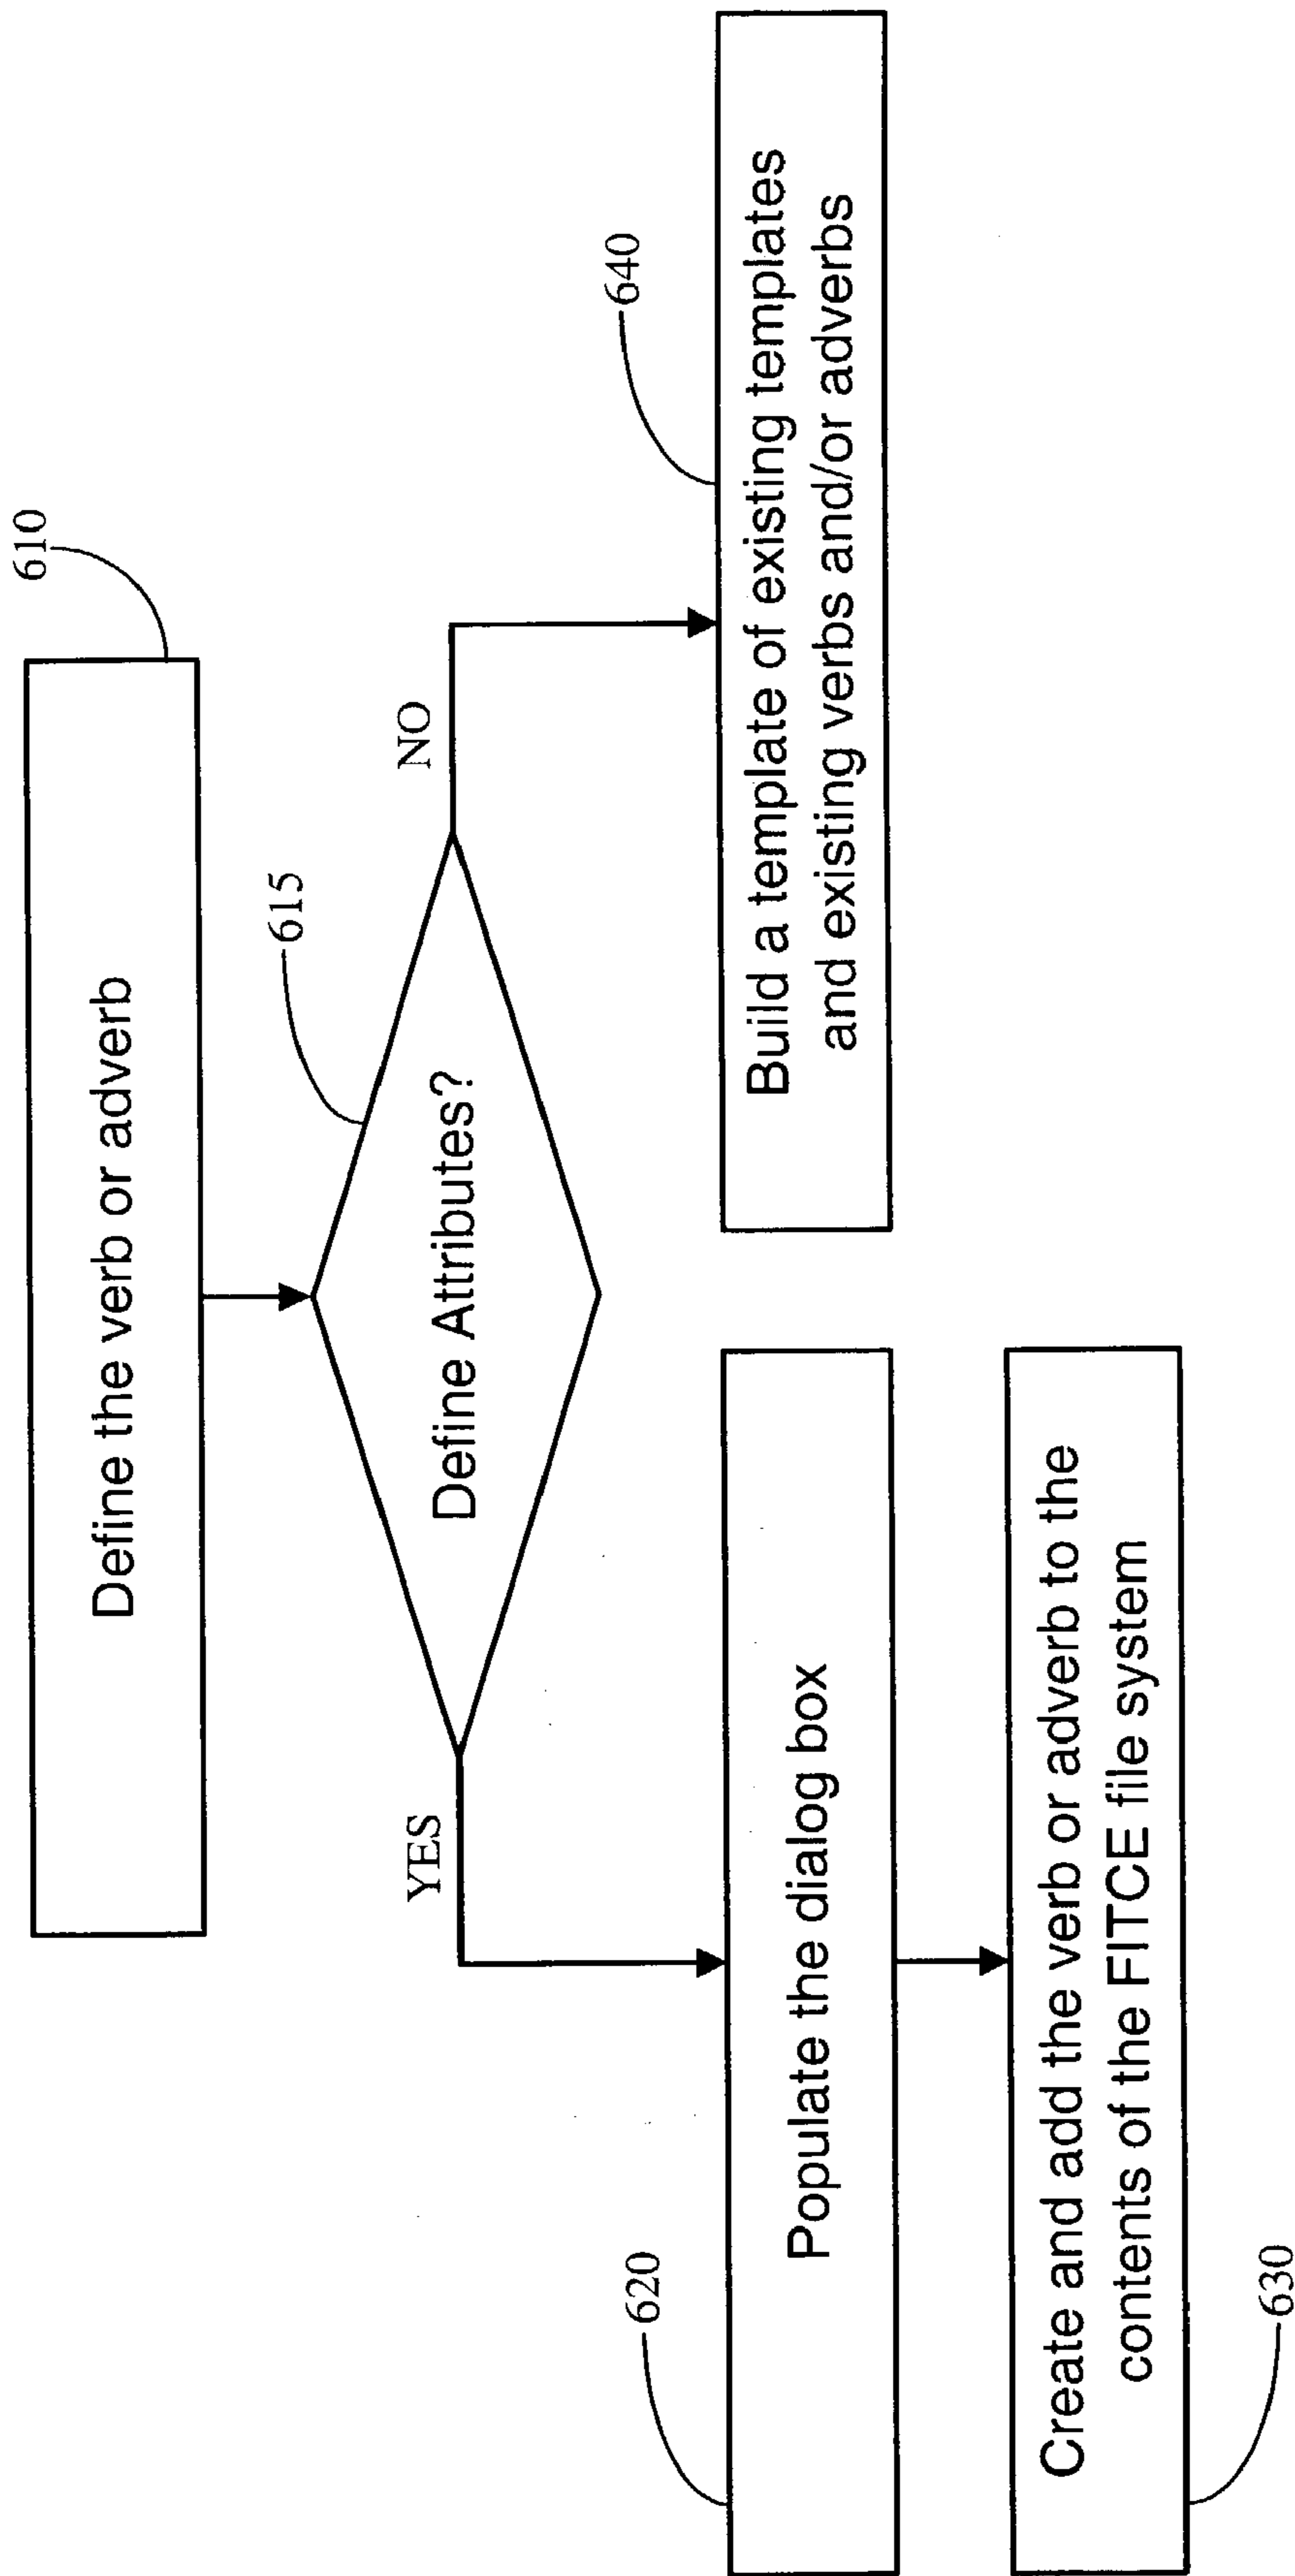 Define the verb or adverb
610
Define Attributes?
615
YES
NO
Populate the dialog box
620
Build a template of existing templates
and existing verbs and/or adverbs
640
Create and add the verb or adverb to the
contents of the FITCE file system
630